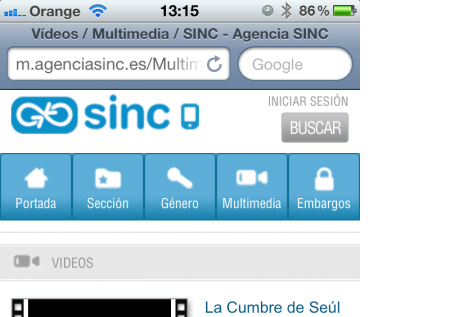 Orange 13:15 86%
Vídeos / Multimedia / SINC - Agencia SINC
m.agenciasinc.es/Multim Google
sinc
INICIAR SESIÓN
BUSCAR
Portada Sección Género Multimedia Embargos
VIDEOS
La Cumbre de Seúl